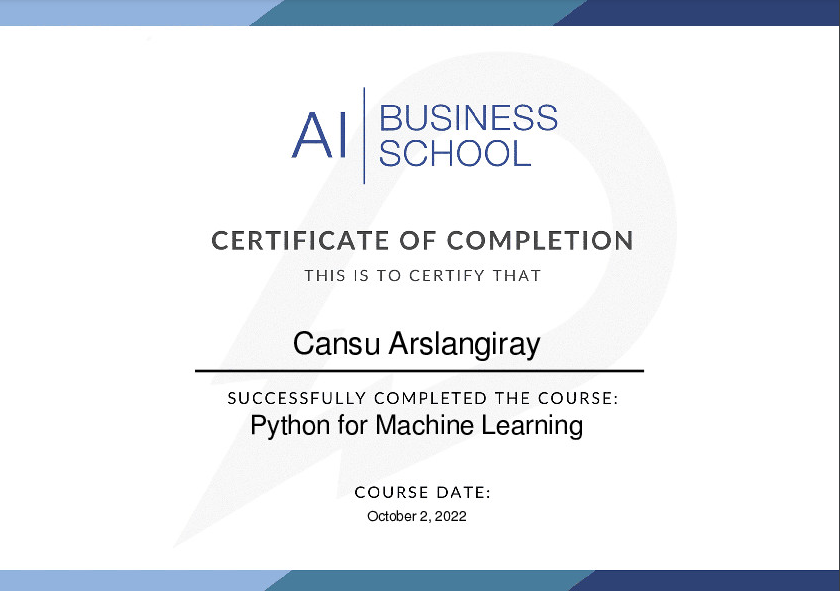 AI BUSINESS
SCHOOL
CERTIFICATE OF COMPLETION
THIS IS TO CERTIFY THAT
Cansu Arslangiray
SUCCESSFULLY COMPLETED THE COURSE:
Python for Machine Learning
COURSE DATE:
October 2, 2022